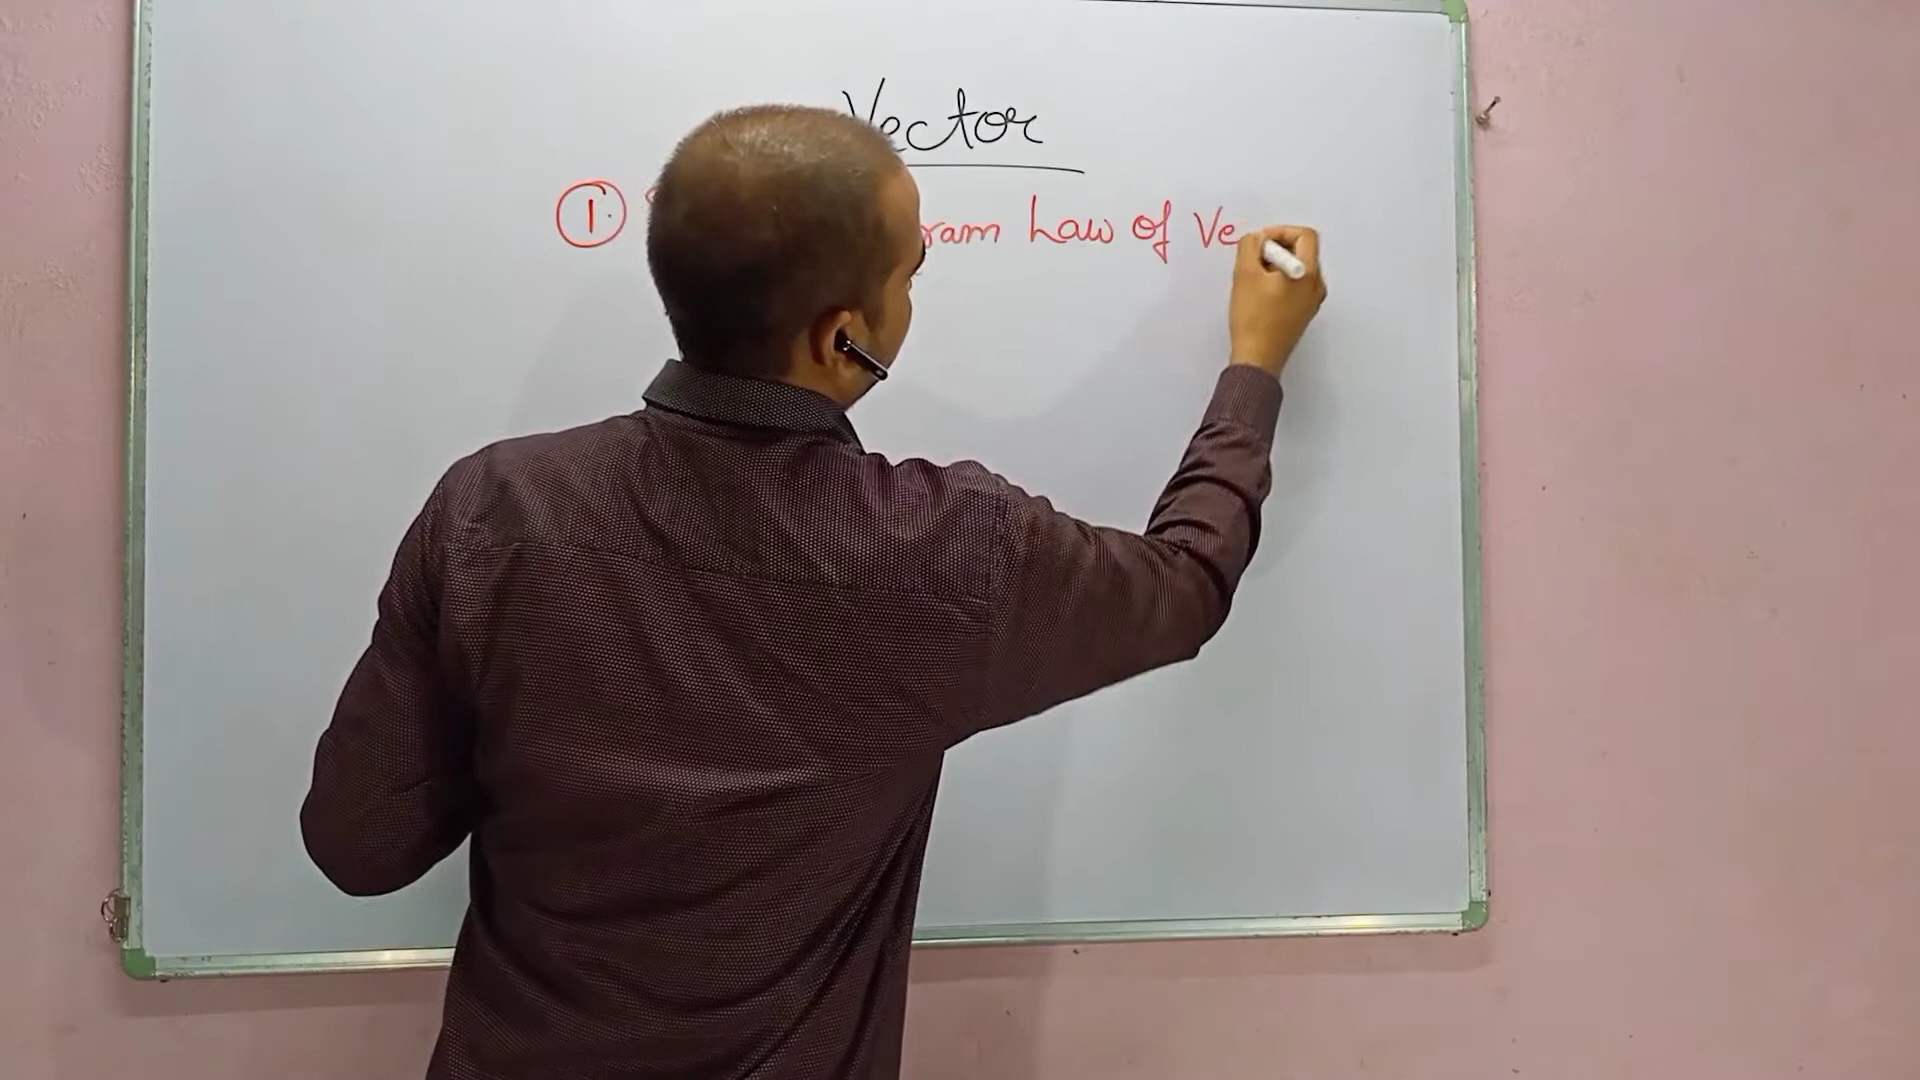 Vector
① ram Law of Ve